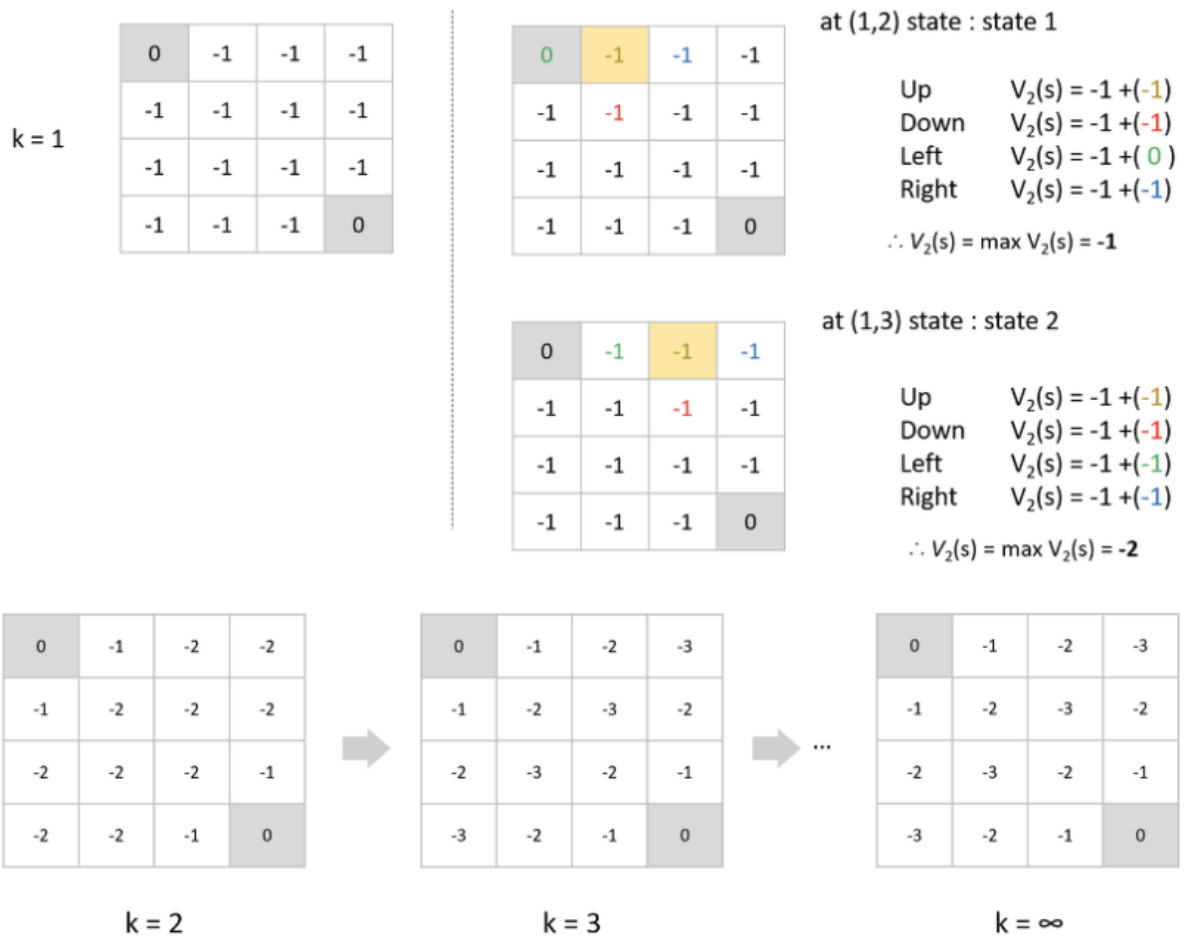 k = 1
0 -1 -1 -1
-1 -1 -1 -1
-1 -1 -1 -1
-1 -1 -1 0
0 -1 -1 -1
-1 -1 -1 -1
-1 -1 -1 -1
-1 -1 -1 0
at (1,2) state : state 1
Up V₂(s) = -1 +(-1)
Down V₂(s) = -1 +(-1)
Left V₂(s) = -1 +( 0 )
Right V₂(s) = -1 +(-1)
∴ V₂(s) = max V₂(s) = -1
0 -1 -1 -1
-1 -1 -1 -1
-1 -1 -1 -1
-1 -1 -1 0
at (1,3) state : state 2
Up V₂(s) = -1 +(-1)
Down V₂(s) = -1 +(-1)
Left V₂(s) = -1 +(-1)
Right V₂(s) = -1 +(-1)
∴ V₂(s) = max V₂(s) = -2
0 -1 -2 -2
-1 -2 -2 -2
-2 -2 -2 -1
-2 -2 -1 0
k = 2
0 -1 -2 -3
-1 -2 -3 -2
-2 -3 -2 -1
-3 -2 -1 0
k = 3
...
0 -1 -2 -3
-1 -2 -3 -2
-2 -3 -2 -1
-3 -2 -1 0
k = ∞